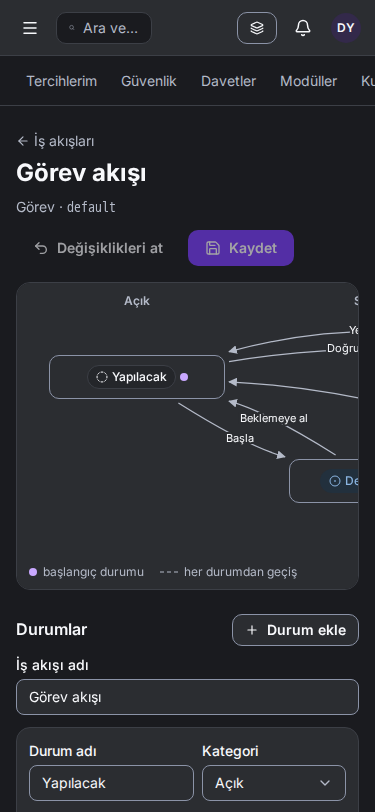 Ara ve...
DY
Tercihlerim Güvenlik Davetler Modüller
İş akışları
Görev akışı
Görev · default
Değişiklikleri at Kaydet
Açık
Yapılacak
Beklemeye al
Başla
başlangıç durumu her durumdan geçiş
Durumlar
Durum ekle
İş akışı adı
Görev akışı
Durum adı Kategori
Yapılacak Açık